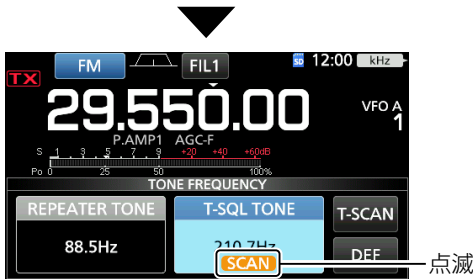 FM FIL1 SD 12:00 kHz
TX
29.550.00 VFO A
1
P.AMP1 AGC-F
S 1 3 5 7 9 +20 +40 +60dB
Po 0 25 50 100%
TONE FREQUENCY
REPEATER TONE T-SQL TONE T-SCAN
88.5Hz 210.7Hz DEF
SCAN 点滅